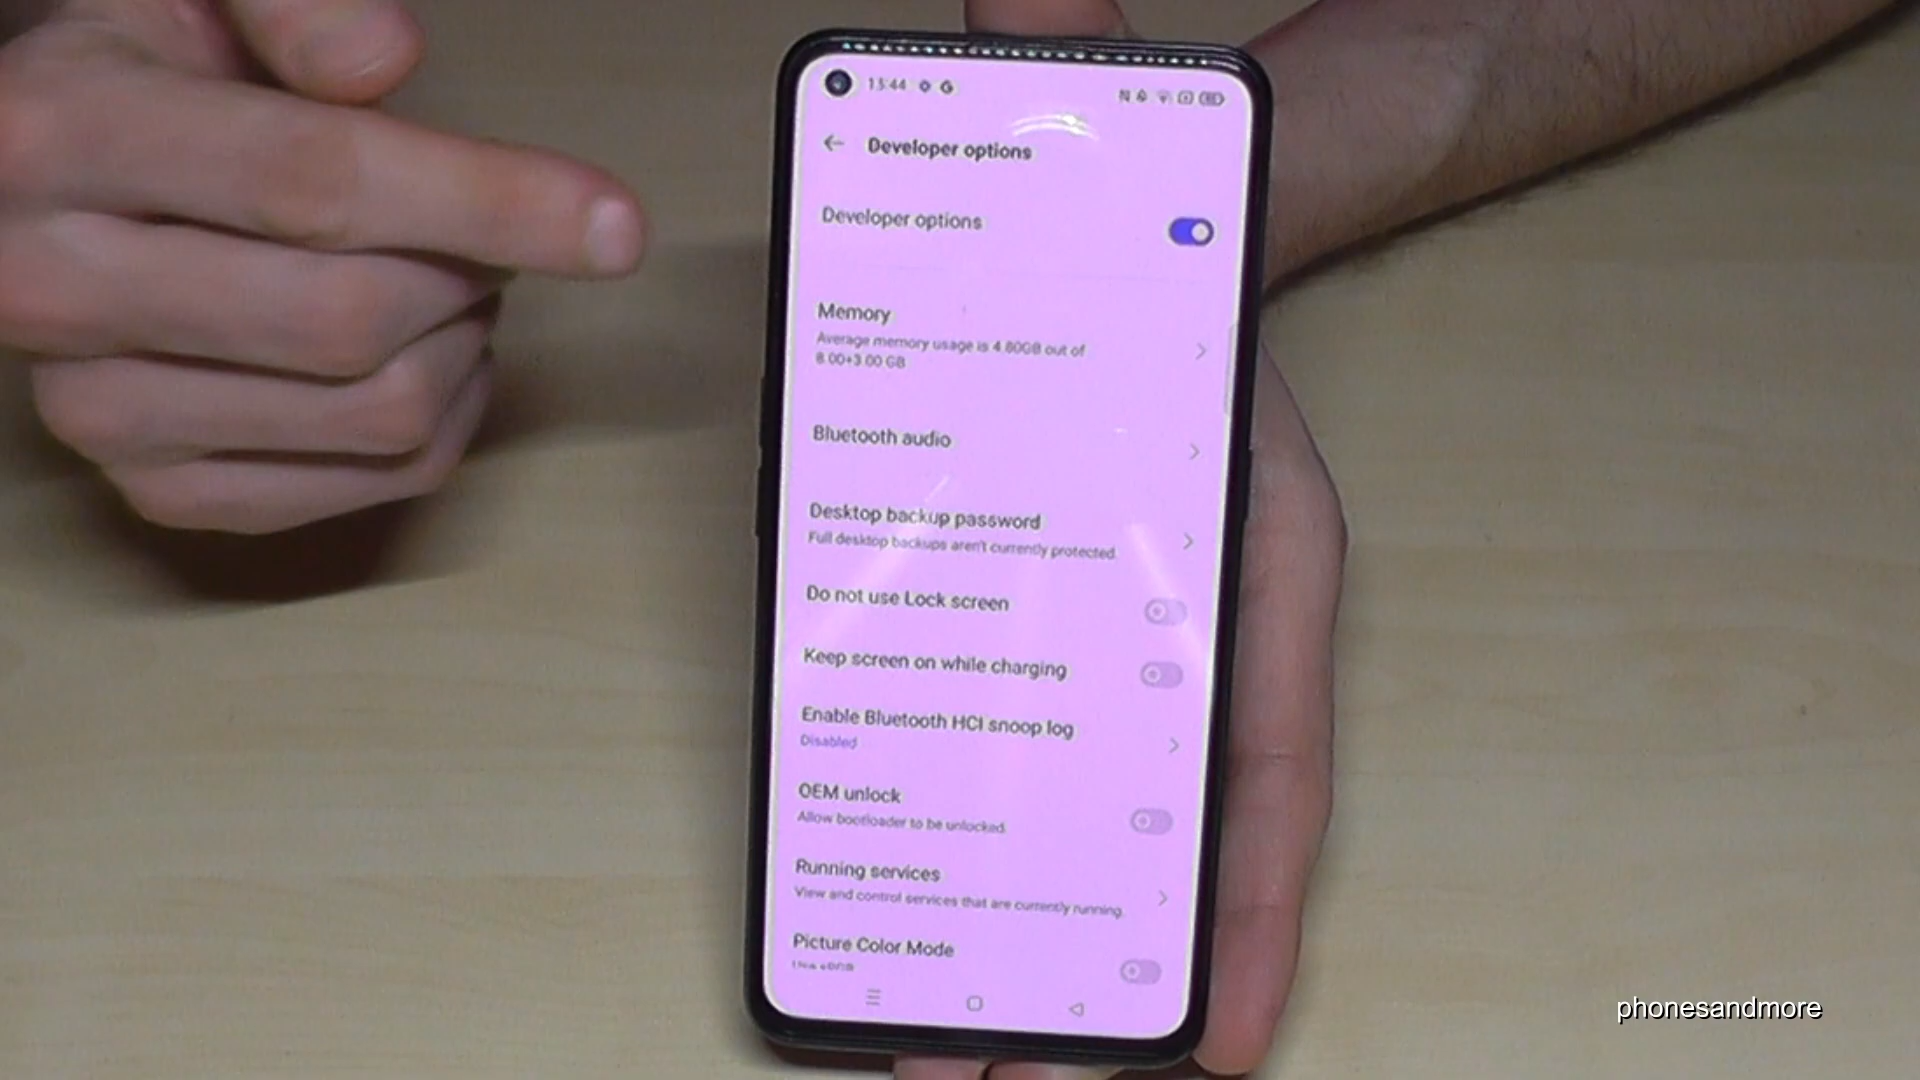 15:44
Developer options
Developer options
Memory
Average memory usage is 4.80GB out of
8.00+3.00 GB
Bluetooth audio
Desktop backup password
Full desktop backups aren't currently protected.
Do not use Lock screen
Keep screen on while charging
Enable Bluetooth HCI snoop log
Disabled
OEM unlock
Allow bootloader to be unlocked.
Running services
View and control services that are currently running.
Picture Color Mode
phonesandmore